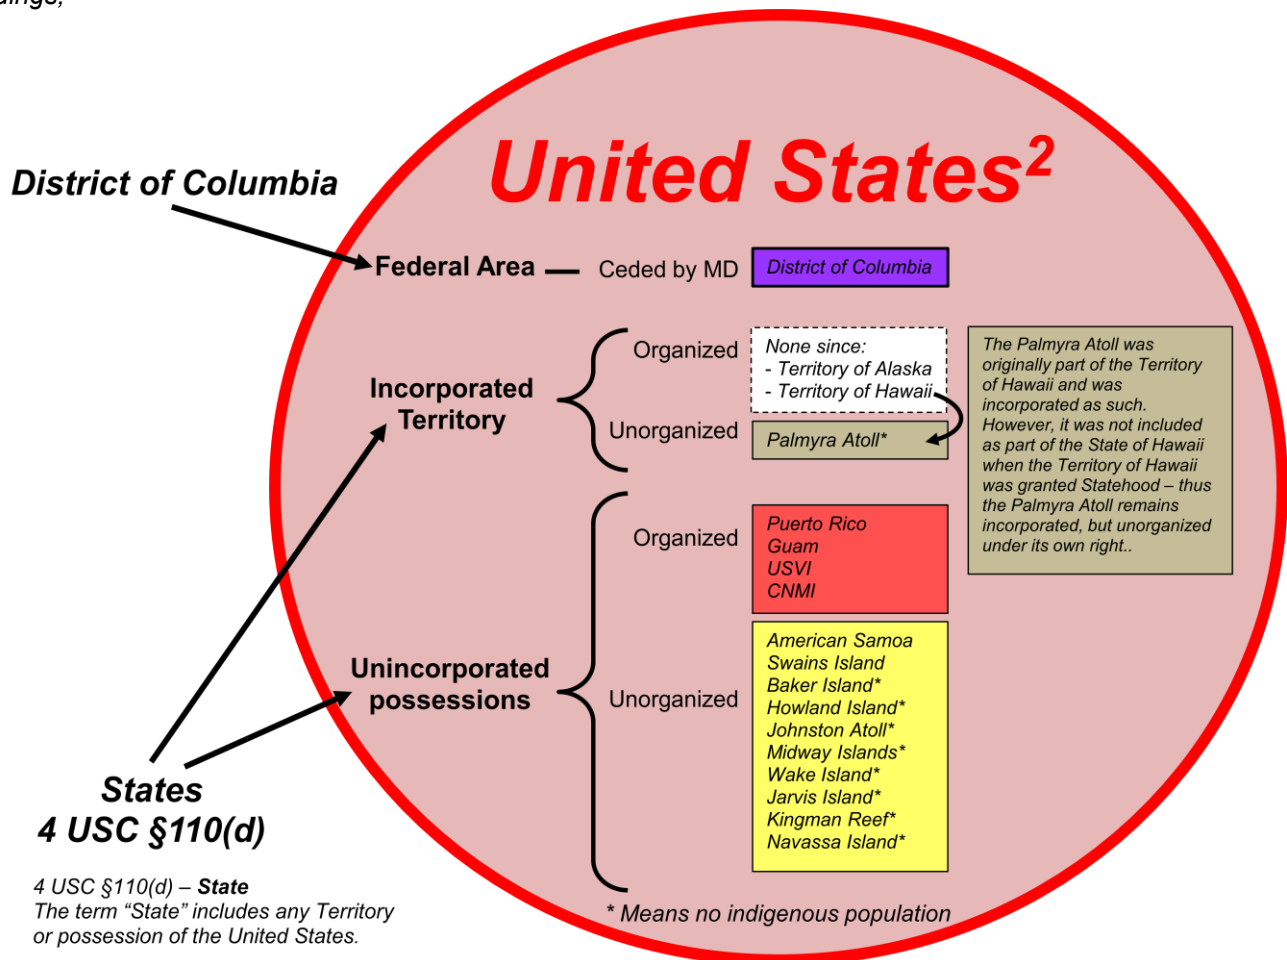 dings,
United States²
District of Columbia
Federal Area
Ceded by MD
District of Columbia
Incorporated
Territory
Organized
None since:
- Territory of Alaska
- Territory of Hawaii
Unorganized
Palmyra Atoll*
The Palmyra Atoll was
originally part of the Territory
of Hawaii and was
incorporated as such.
However, it was not included
as part of the State of Hawaii
when the Territory of Hawaii
was granted Statehood – thus
the Palmyra Atoll remains
incorporated, but unorganized
under its own right..
Unincorporated
possessions
Organized
Puerto Rico
Guam
USVI
CNMI
Unorganized
American Samoa
Swains Island
Baker Island*
Howland Island*
Johnston Atoll*
Midway Islands*
Wake Island*
Jarvis Island*
Kingman Reef*
Navassa Island*
States
4 USC §110(d)
4 USC §110(d) – State
The term “State” includes any Territory
or possession of the United States.
* Means no indigenous population